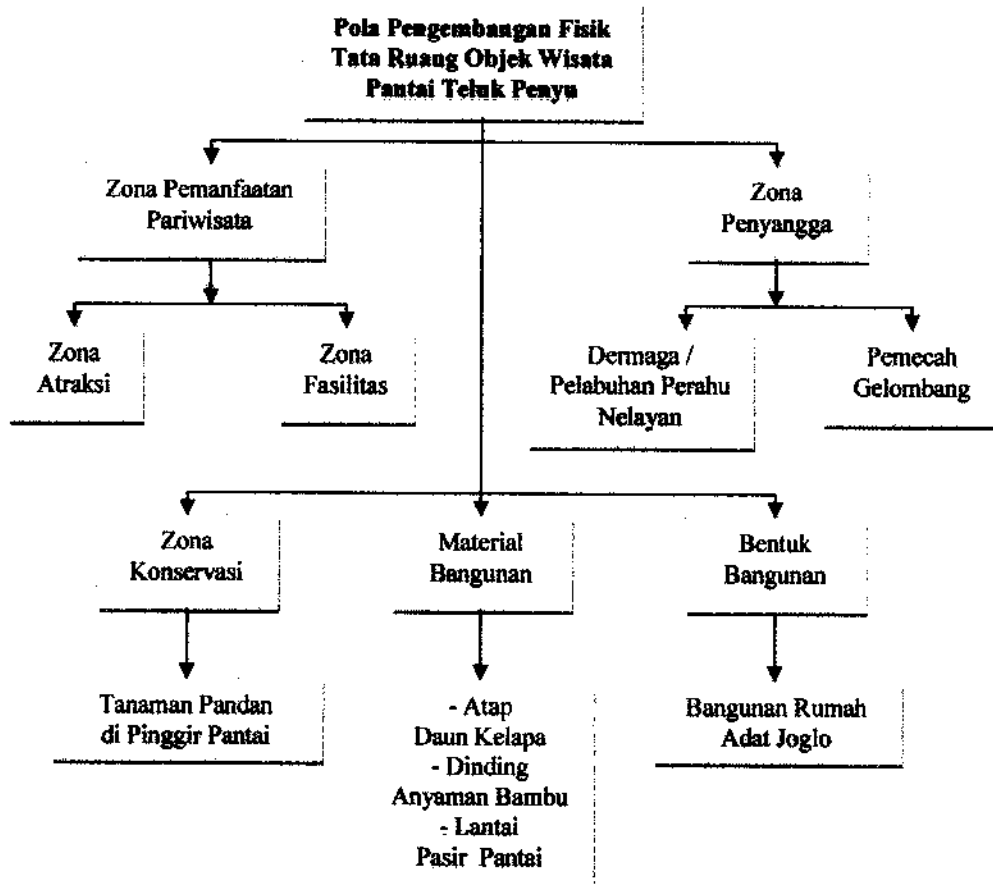 Pola Pengembangan Fisik
Tata Ruang Objek Wisata
Pantai Teluk Penyu
Zona Pemanfaatan
Pariwisata
Zona
Penyangga
Zona
Atraksi
Zona
Fasilitas
Dermaga /
Pelabuhan Perahu
Nelayan
Pemecah
Gelombang
Zona
Konservasi
Material
Bangunan
Bentuk
Bangunan
Tanaman Pandan
di Pinggir Pantai
- Atap
Daun Kelapa
- Dinding
Anyaman Bambu
- Lantai
Pasir Pantai
Bangunan Rumah
Adat Joglo